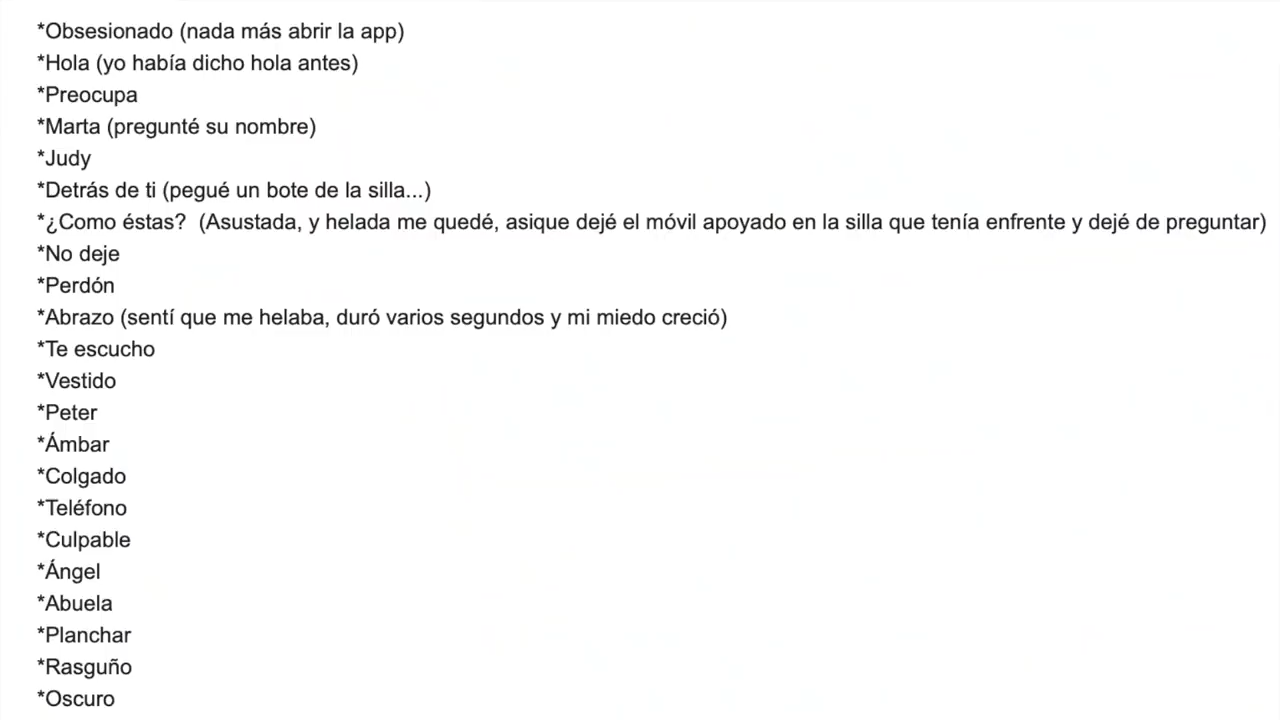 *Obsesionado (nada más abrir la app)
*Hola (yo había dicho hola antes)
*Preocupa
*Marta (pregunté su nombre)
*Judy
*Detrás de ti (pegué un bote de la silla...)
*¿Como éstas?  (Asustada, y helada me quedé, asique dejé el móvil apoyado en la silla que tenía enfrente y dejé de preguntar)
*No deje
*Perdón
*Abrazo (sentí que me helaba, duró varios segundos y mi miedo creció)
*Te escucho
*Vestido
*Peter
*Ámbar
*Colgado
*Teléfono
*Culpable
*Ángel
*Abuela
*Planchar
*Rasguño
*Oscuro